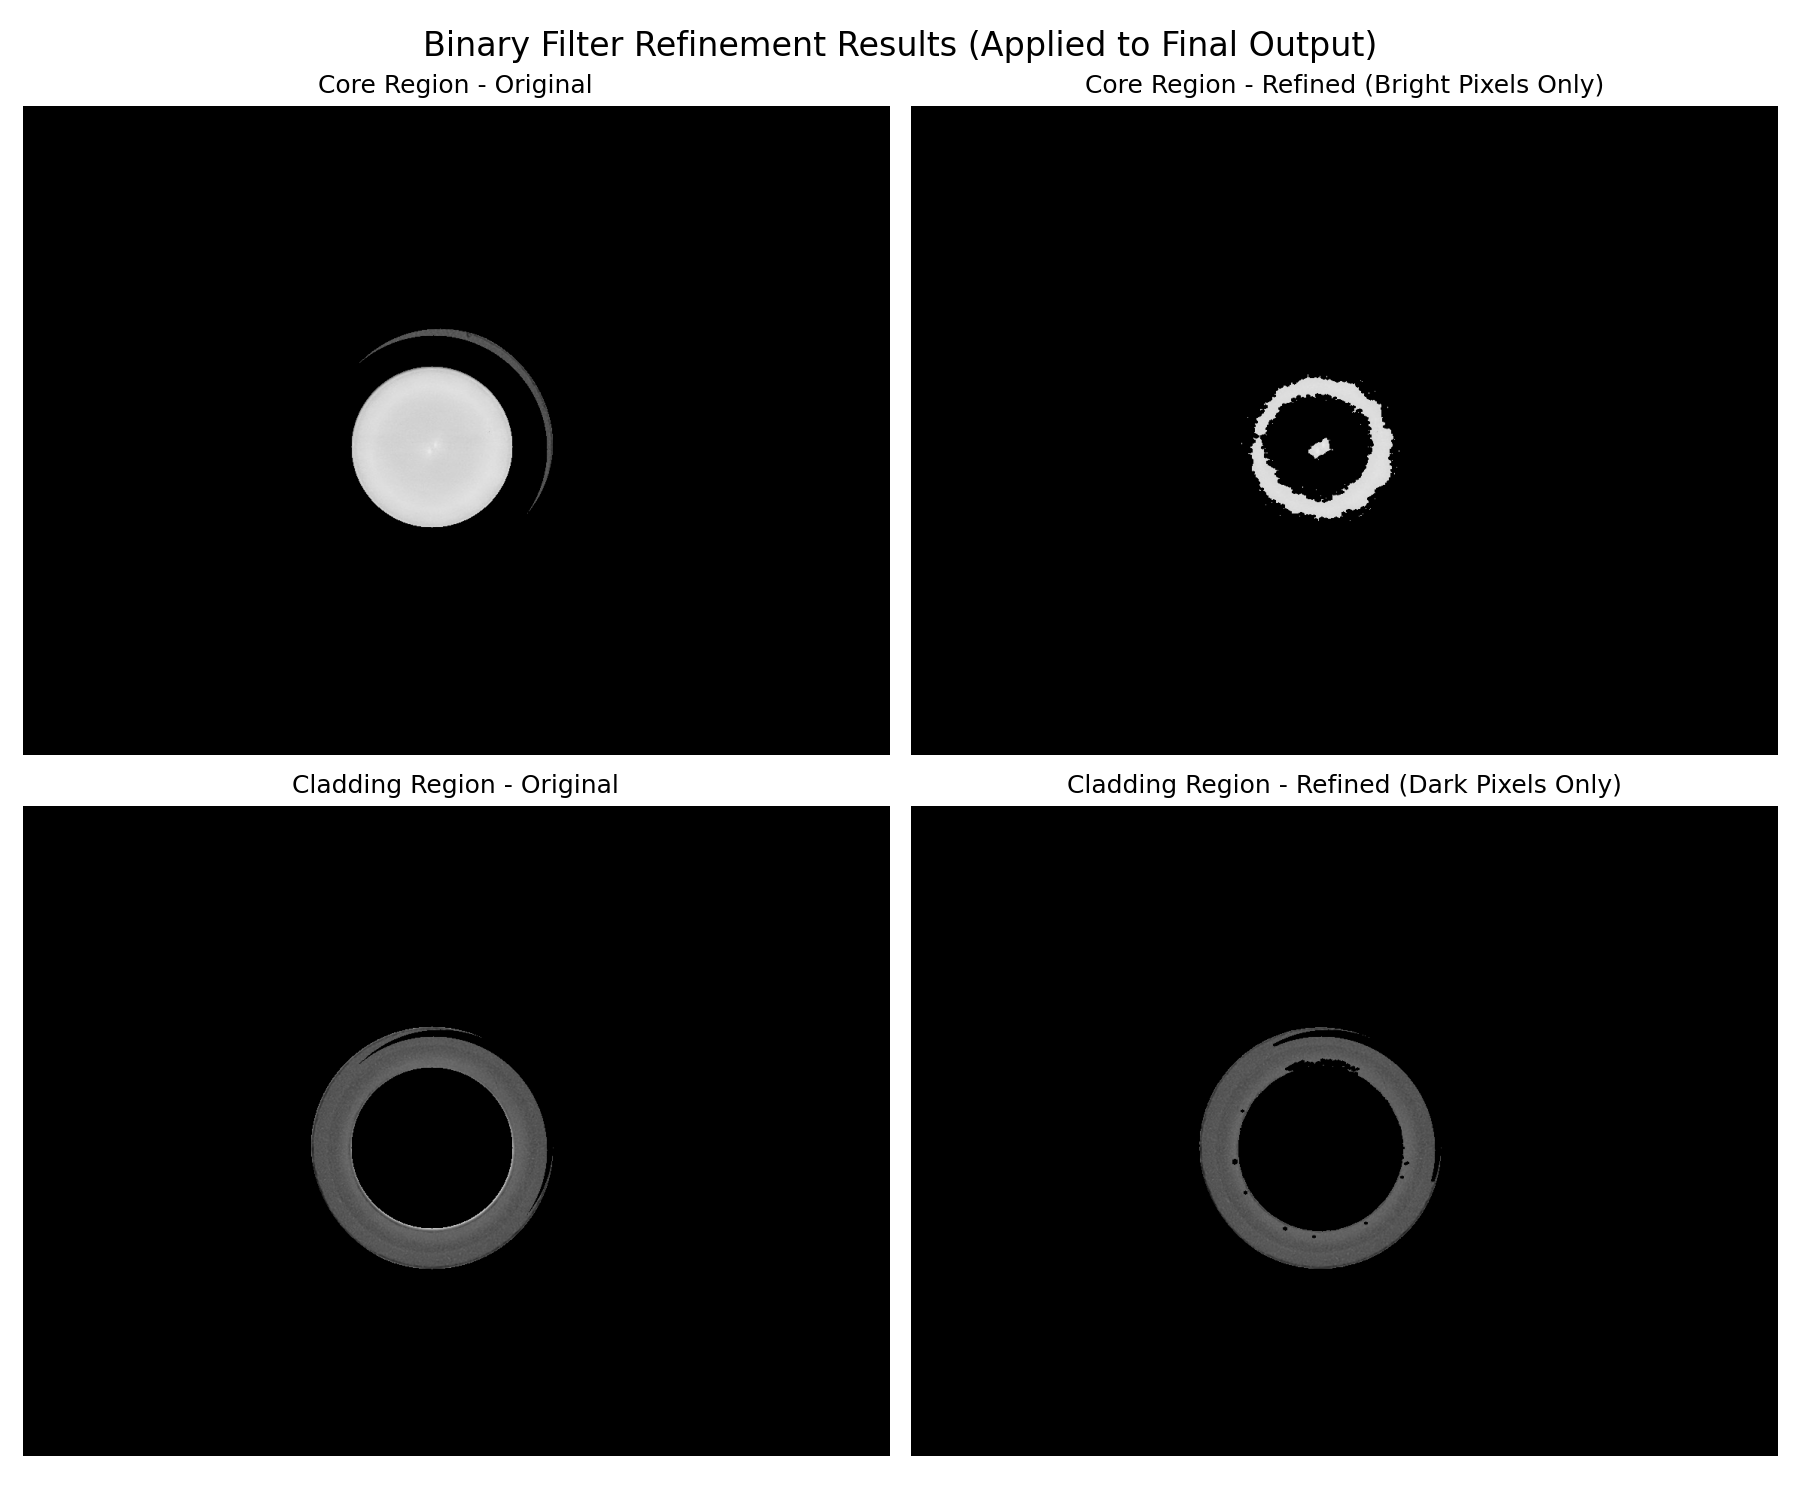 Binary Filter Refinement Results (Applied to Final Output)
Core Region - Original
Core Region - Refined (Bright Pixels Only)
Cladding Region - Original
Cladding Region - Refined (Dark Pixels Only)